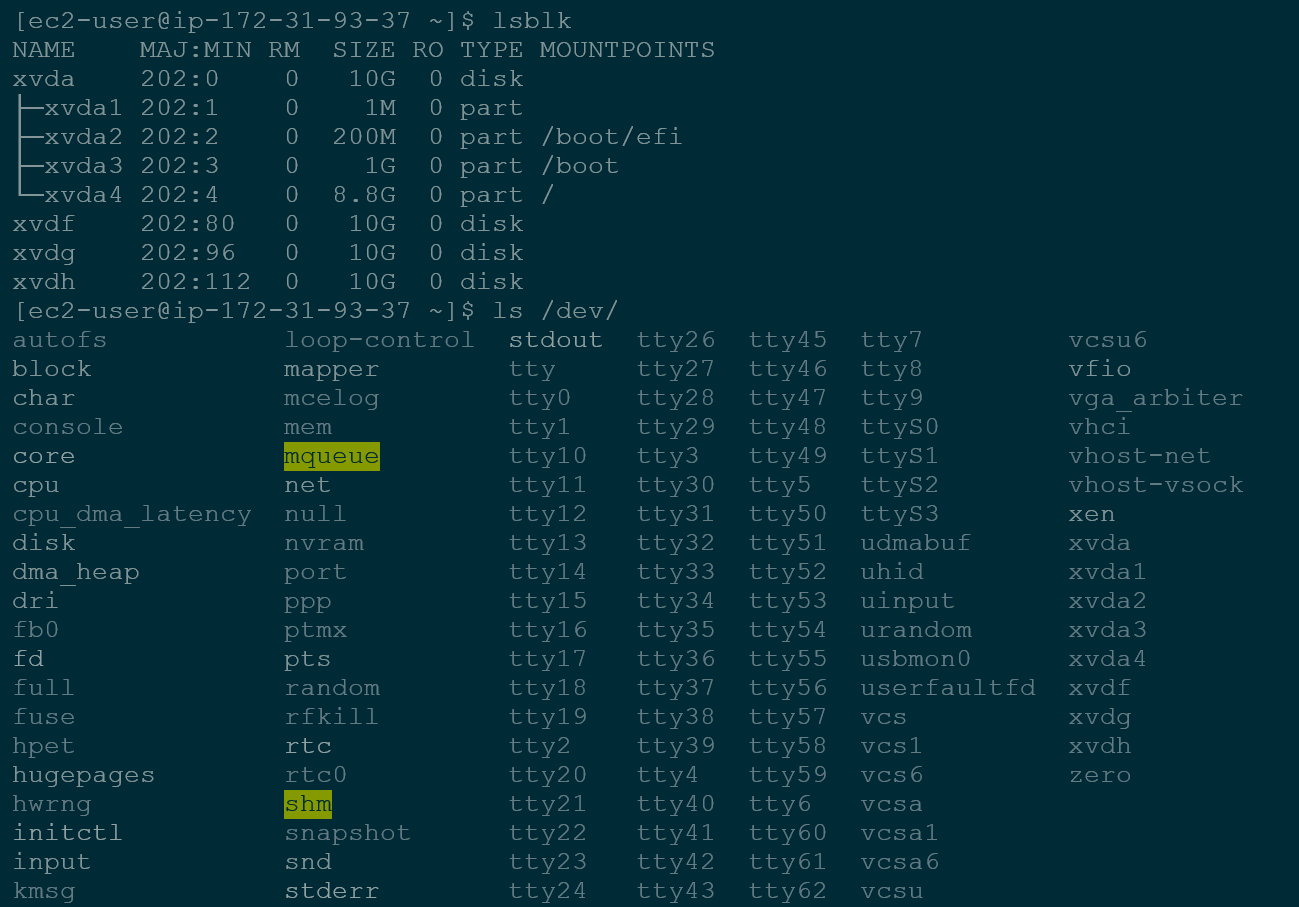 [ec2-user@ip-172-31-93-37 ~]$ lsblk
NAME    MAJ:MIN RM  SIZE RO TYPE MOUNTPOINTS
xvda    202:0    0   10G  0 disk
├─xvda1 202:1    0    1M  0 part
├─xvda2 202:2    0  200M  0 part /boot/efi
├─xvda3 202:3    0    1G  0 part /boot
└─xvda4 202:4    0  8.8G  0 part /
xvdf    202:80   0   10G  0 disk
xvdg    202:96   0   10G  0 disk
xvdh    202:112  0   10G  0 disk
[ec2-user@ip-172-31-93-37 ~]$ ls /dev/
autofs           loop-control  stdout  tty26  tty45  tty7         vcsu6
block            mapper        tty     tty27  tty46  tty8         vfio
char             mcelog        tty0    tty28  tty47  tty9         vga_arbiter
console          mem           tty1    tty29  tty48  ttyS0        vhci
core             mqueue        tty10   tty3   tty49  ttyS1        vhost-net
cpu              net           tty11   tty30  tty5   ttyS2        vhost-vsock
cpu_dma_latency  null          tty12   tty31  tty50  ttyS3        xen
disk             nvram         tty13   tty32  tty51  udmabuf      xvda
dma_heap         port          tty14   tty33  tty52  uhid         xvda1
dri              ppp           tty15   tty34  tty53  uinput       xvda2
fb0              ptmx          tty16   tty35  tty54  urandom      xvda3
fd               pts           tty17   tty36  tty55  usbmon0      xvda4
full             random        tty18   tty37  tty56  userfaultfd  xvdf
fuse             rfkill        tty19   tty38  tty57  vcs          xvdg
hpet             rtc           tty2    tty39  tty58  vcs1         xvdh
hugepages        rtc0          tty20   tty4   tty59  vcs6         zero
hwrng            shm           tty21   tty40  tty6   vcsa
initctl          snapshot      tty22   tty41  tty60  vcsa1
input            snd           tty23   tty42  tty61  vcsa6
kmsg             stderr        tty24   tty43  tty62  vcsu